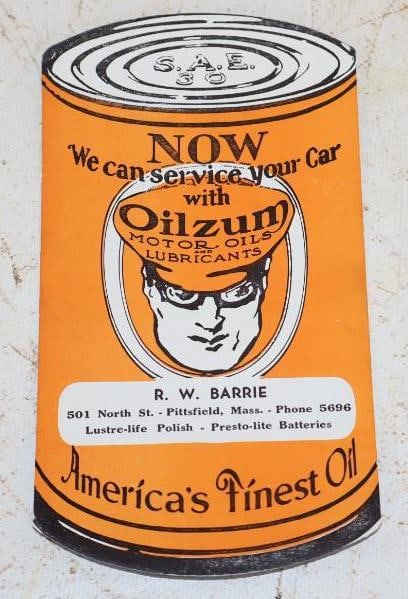 S.A.E.
30
NOW
We can service your Car
with
Oilzum
MOTOR OILS
AND
LUBRICANTS
R. W. BARRIE
501 North St. - Pittsfield, Mass. - Phone 5696
Lustre-life Polish - Presto-lite Batteries
America's Finest Oil